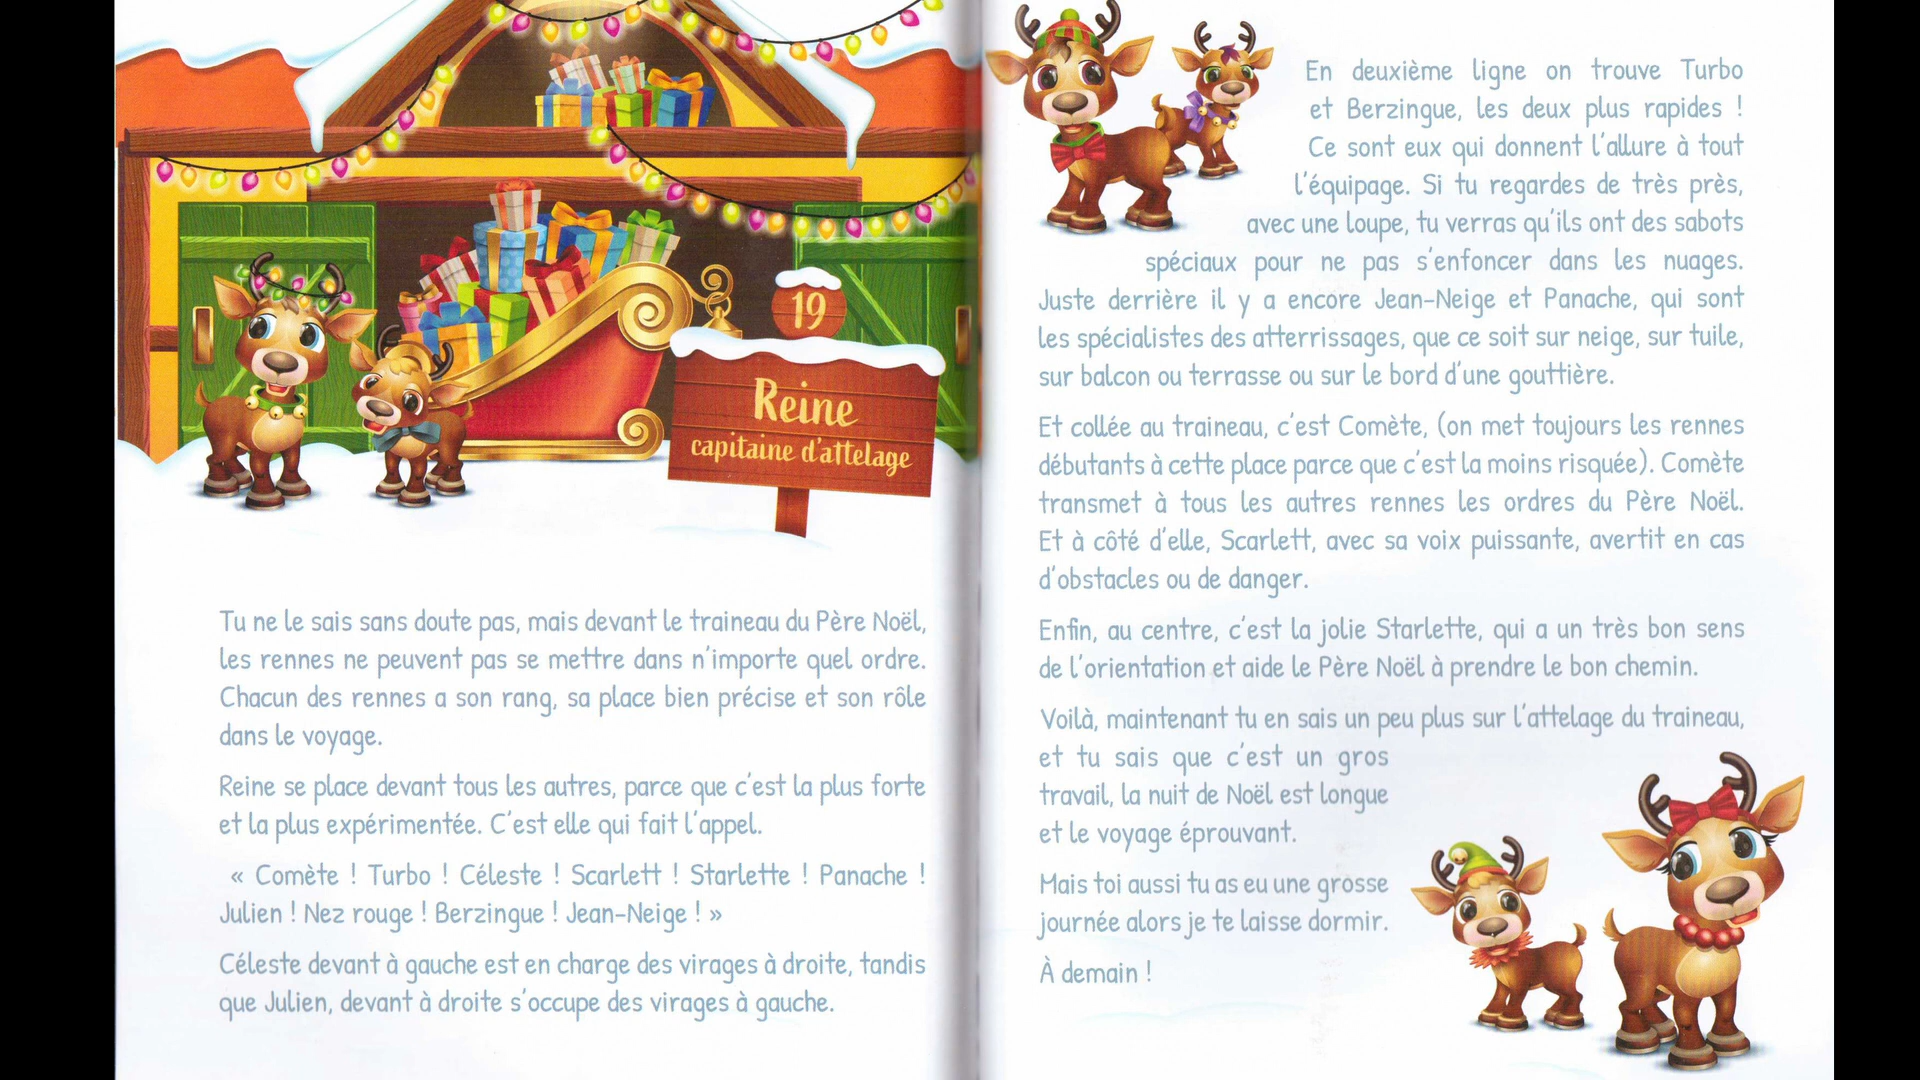 19
Reine
capitaine d'attelage
Tu ne le sais sans doute pas, mais devant le traineau du Père Noël,
les rennes ne peuvent pas se mettre dans n'importe quel ordre.
Chacun des rennes a son rang, sa place bien précise et son rôle
dans le voyage.
Reine se place devant tous les autres, parce que c'est la plus forte
et la plus expérimentée. C'est elle qui fait l'appel.
« Comète ! Turbo ! Céleste ! Scarlett ! Starlette ! Panache !
Julien ! Nez rouge ! Berzingue ! Jean-Neige ! »
Céleste devant à gauche est en charge des virages à droite, tandis
que Julien, devant à droite s'occupe des virages à gauche.
En deuxième ligne on trouve Turbo
et Berzingue, les deux plus rapides !
Ce sont eux qui donnent l'allure à tout
l'équipage. Si tu regardes de très près,
avec une loupe, tu verras qu'ils ont des sabots
spéciaux pour ne pas s'enfoncer dans les nuages.
Juste derrière il y a encore Jean-Neige et Panache, qui sont
les spécialistes des atterrissages, que ce soit sur neige, sur tuile,
sur balcon ou terrasse ou sur le bord d'une gouttière.
Et collée au traineau, c'est Comète, (on met toujours les rennes
débutants à cette place parce que c'est la moins risquée). Comète
transmet à tous les autres rennes les ordres du Père Noël.
Et à côté d'elle, Scarlett, avec sa voix puissante, avertit en cas
d'obstacles ou de danger.
Enfin, au centre, c'est la jolie Starlette, qui a un très bon sens
de l'orientation et aide le Père Noël à prendre le bon chemin.
Voilà, maintenant tu en sais un peu plus sur l'attelage du traineau,
et tu sais que c'est un gros
travail, la nuit de Noël est longue
et le voyage éprouvant.
Mais toi aussi tu as eu une grosse
journée alors je te laisse dormir.
À demain !